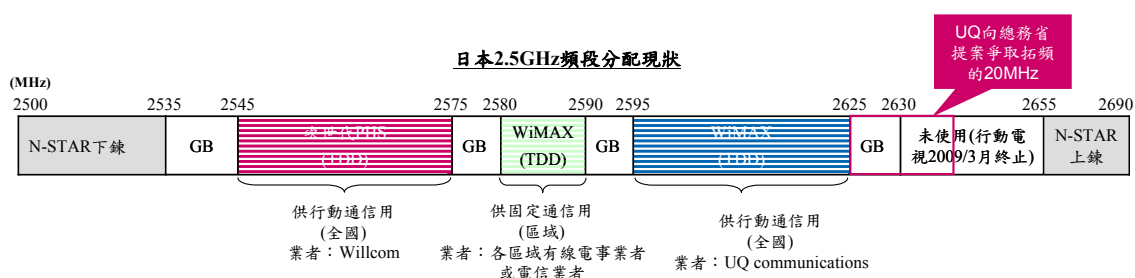 UQ向總務省
提案爭取拓頻
的20MHz
日本2.5GHz頻段分配現狀
(MHz)
2500 2535 2545 2575 2580 2590 2595 2625 2630 2655 2690
N-STAR下鍊 GB 次世代PHS (TDD) GB WiMAX (TDD) GB WiMAX (TDD) GB 未使用(行動電視2009/3月終止) N-STAR上鍊
供行動通信用
(全國)
業者：Willcom
供固定通信用
(區域)
業者：各區域有線電事業者
或電信業者
供行動通信用
(全國)
業者：UQ communications